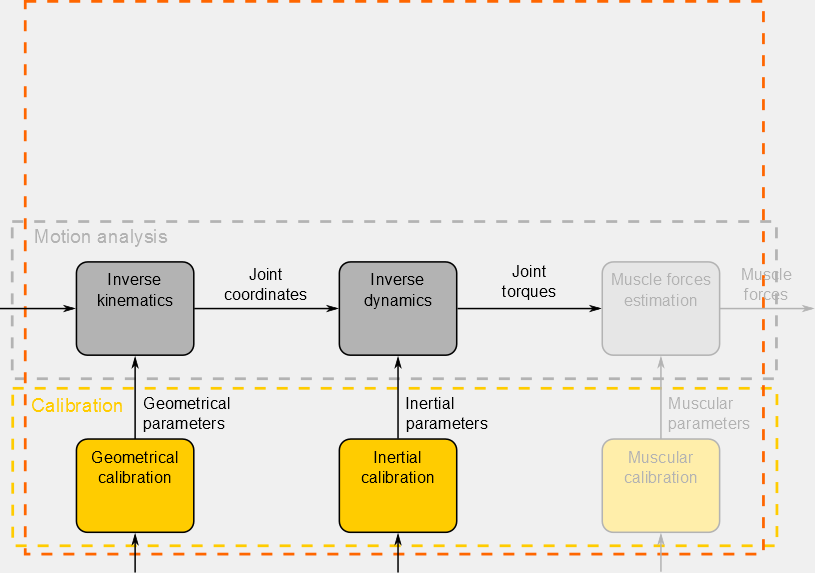 Motion analysis
Inverse
kinematics
Joint
coordinates
Inverse
dynamics
Joint
torques
Muscle forces
estimation
Muscle
forces
Calibration
Geometrical
parameters
Inertial
parameters
Muscular
parameters
Geometrical
calibration
Inertial
calibration
Muscular
calibration